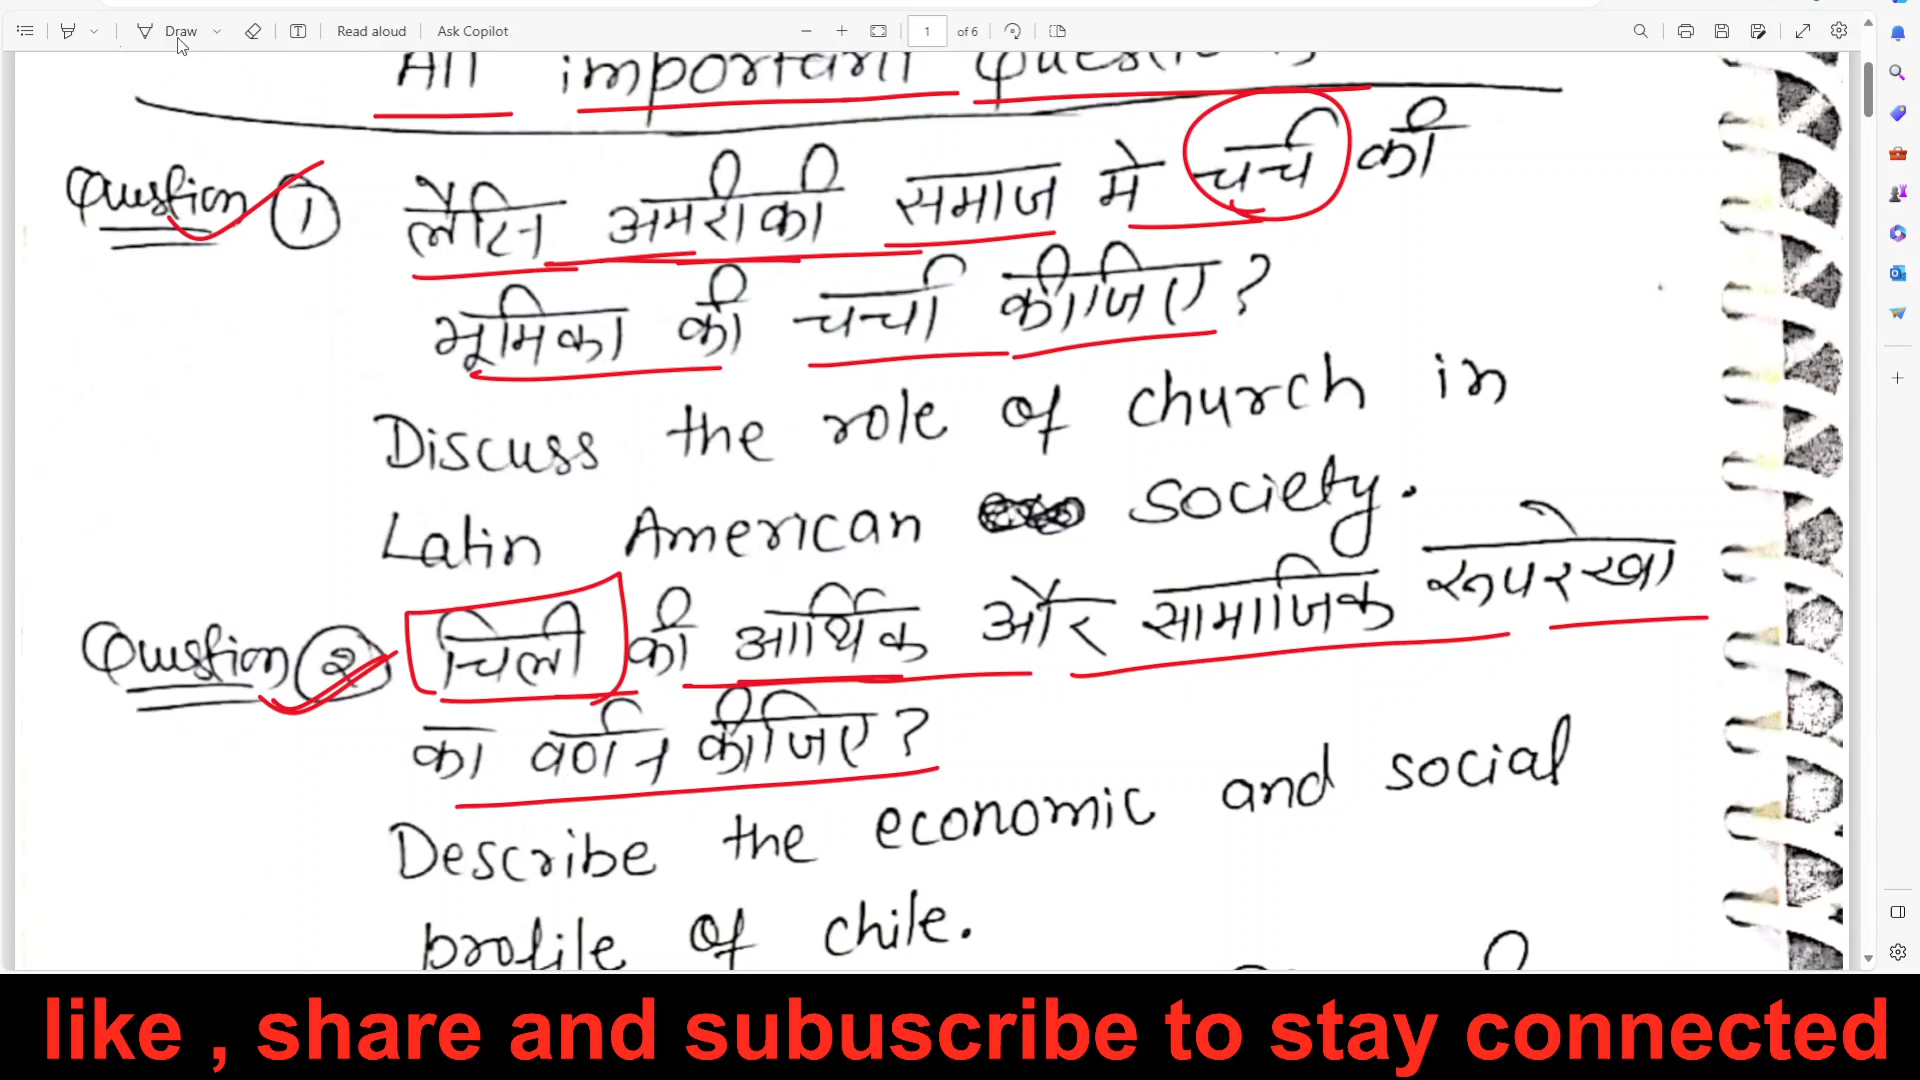 Draw Read aloud Ask Copilot 1 of 6
All important Questions
Question ① लैटिन अमरीकी समाज मे चर्च की
भूमिका की चर्चा कीजिए ?
Discuss the role of church in
Latin American society.
Question ② चिली की आर्थिक और सामाजिक रूपरेखा
का वर्णन कीजिए ?
Describe the economic and social
profile of chile.
like , share and subuscribe to stay connected